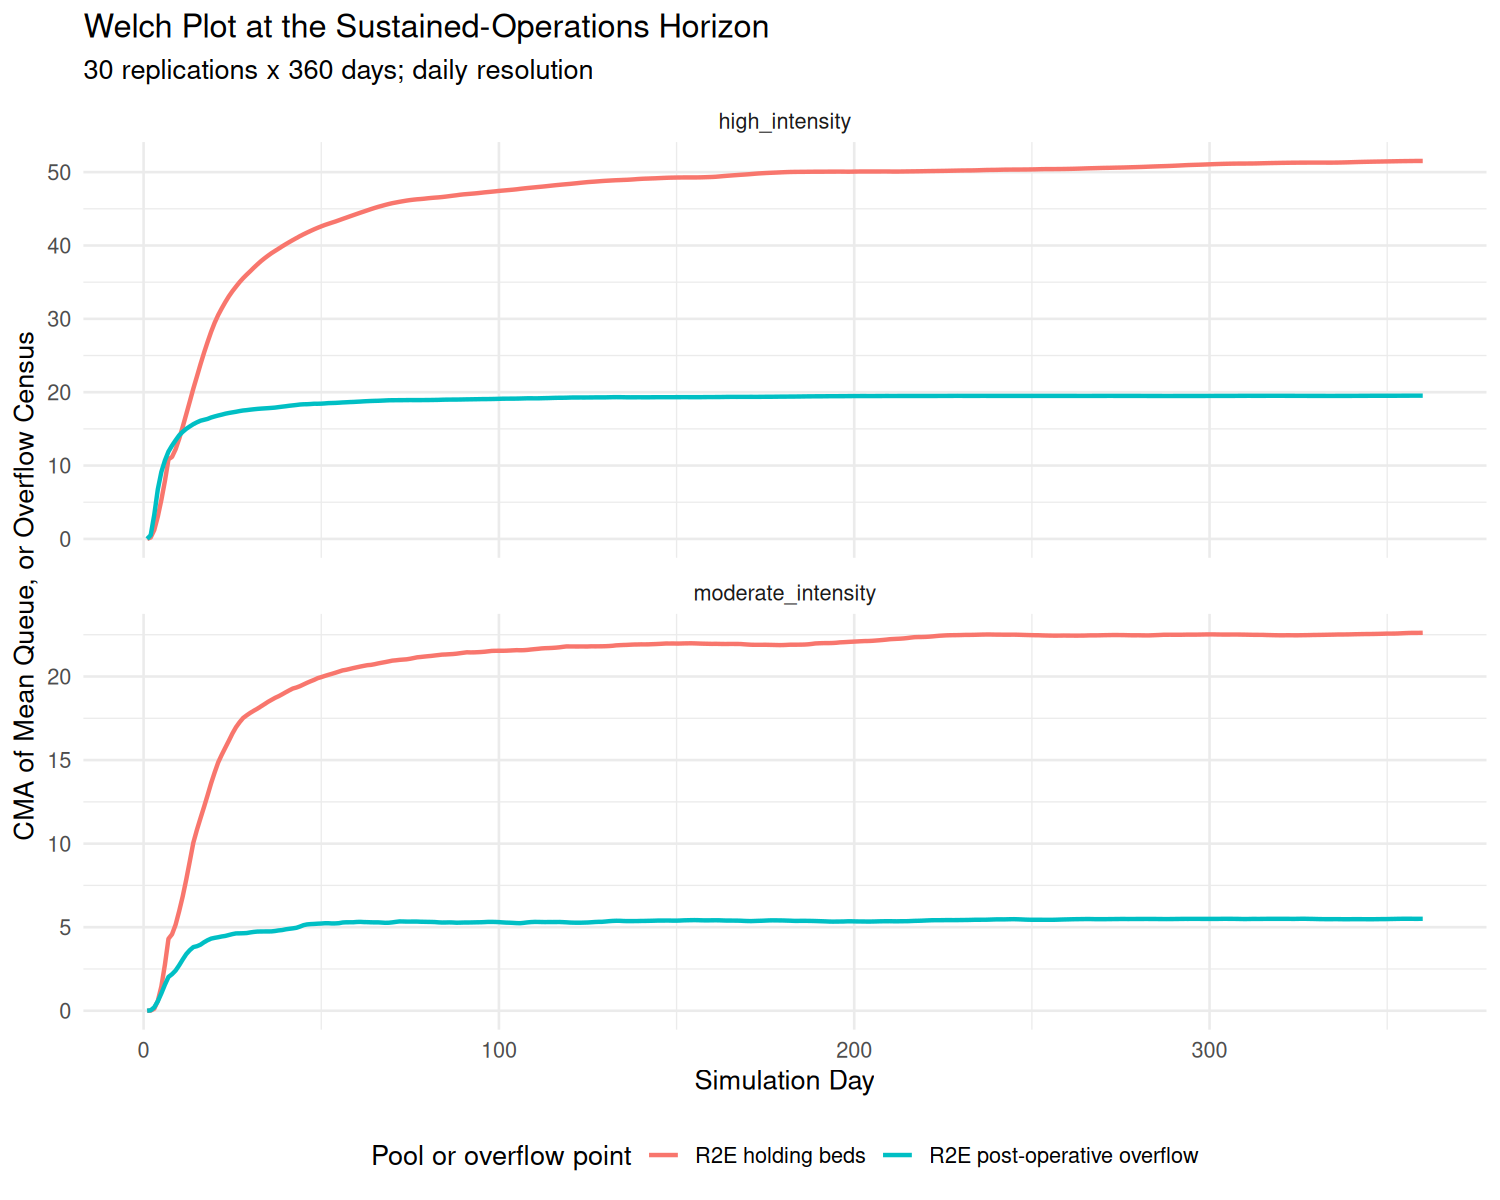 Welch Plot at the Sustained-Operations Horizon
30 replications x 360 days; daily resolution
high_intensity
50
40
30
20
10
0
CMA of Mean Queue, or Overflow Census
moderate_intensity
20
15
10
5
0
0 100 200 300
Simulation Day
Pool or overflow point R2E holding beds R2E post-operative overflow